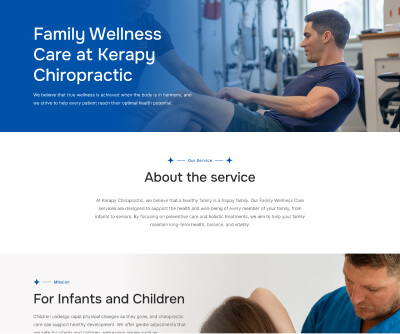 Family Wellness
Care at Kerapy
Chiropractic
We believe that true wellness is achieved when the body is in harmony, and
we strive to help every patient reach their optimal health potential.
Our Service
About the service
At Kerapy Chiropractic, we believe that a healthy family is a happy family. Our Family Wellness Care
services are designed to support the health and well-being of every member of your family, from
infants to seniors. By focusing on preventive care and holistic treatments, we aim to help your family
maintain long-term health, balance, and vitality.
Mission
For Infants and Children
Children undergo rapid physical changes as they grow, and chiropractic
care can support healthy development. We offer gentle adjustments that
are safe for infants and children, addressing issues such as